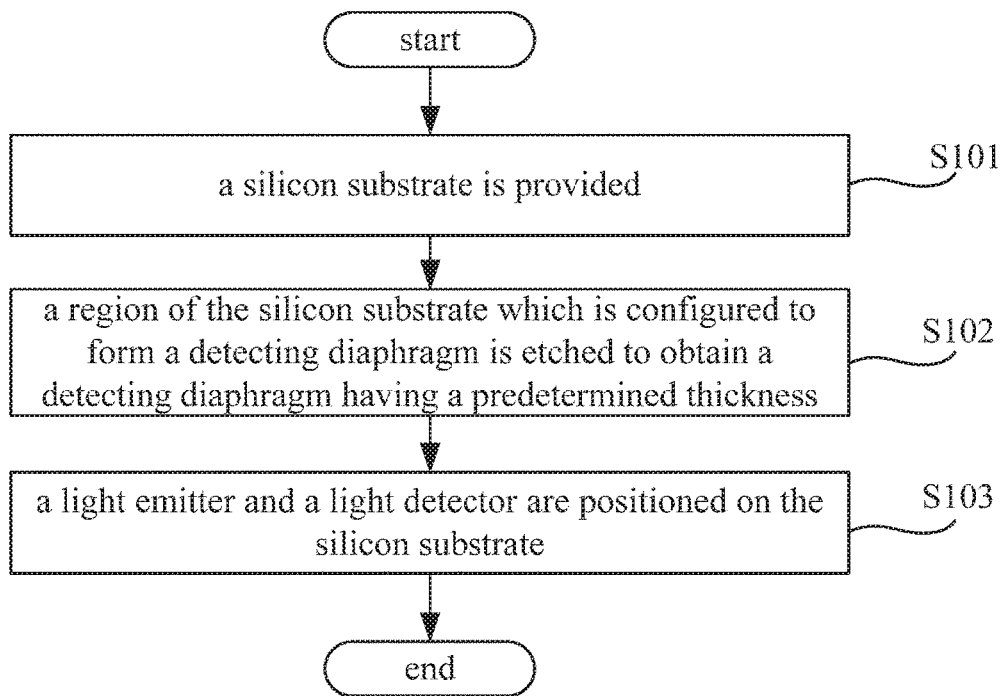 start
a silicon substrate is provided
S101
a region of the silicon substrate which is configured to
form a detecting diaphragm is etched to obtain a
detecting diaphragm having a predetermined thickness
S102
a light emitter and a light detector are positioned on the
silicon substrate
S103
end